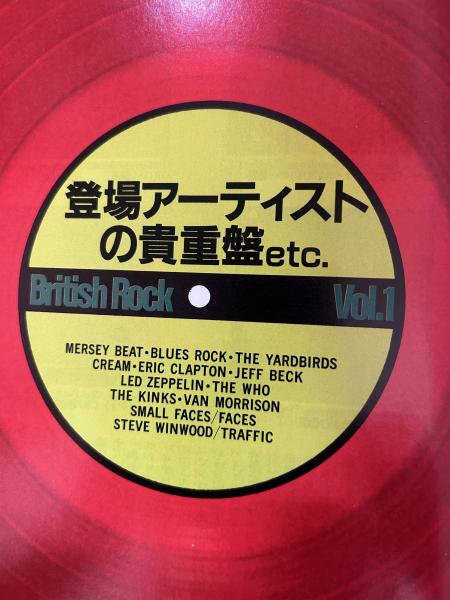 登場アーティスト
の貴重盤etc.
British Rock Vol.1
MERSEY BEAT・BLUES ROCK・THE YARDBIRDS
CREAM・ERIC CLAPTON・JEFF BECK
LED ZEPPELIN・THE WHO
THE KINKS・VAN MORRISON
SMALL FACES/FACES
STEVE WINWOOD/TRAFFIC